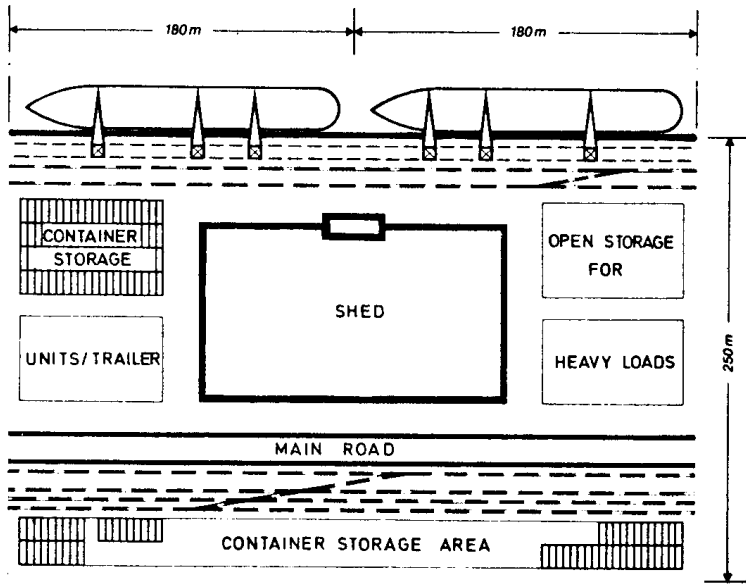 180m
180m
CONTAINER
STORAGE
OPEN STORAGE
FOR
SHED
UNITS/TRAILER
HEAVY LOADS
250m
MAIN ROAD
CONTAINER STORAGE AREA